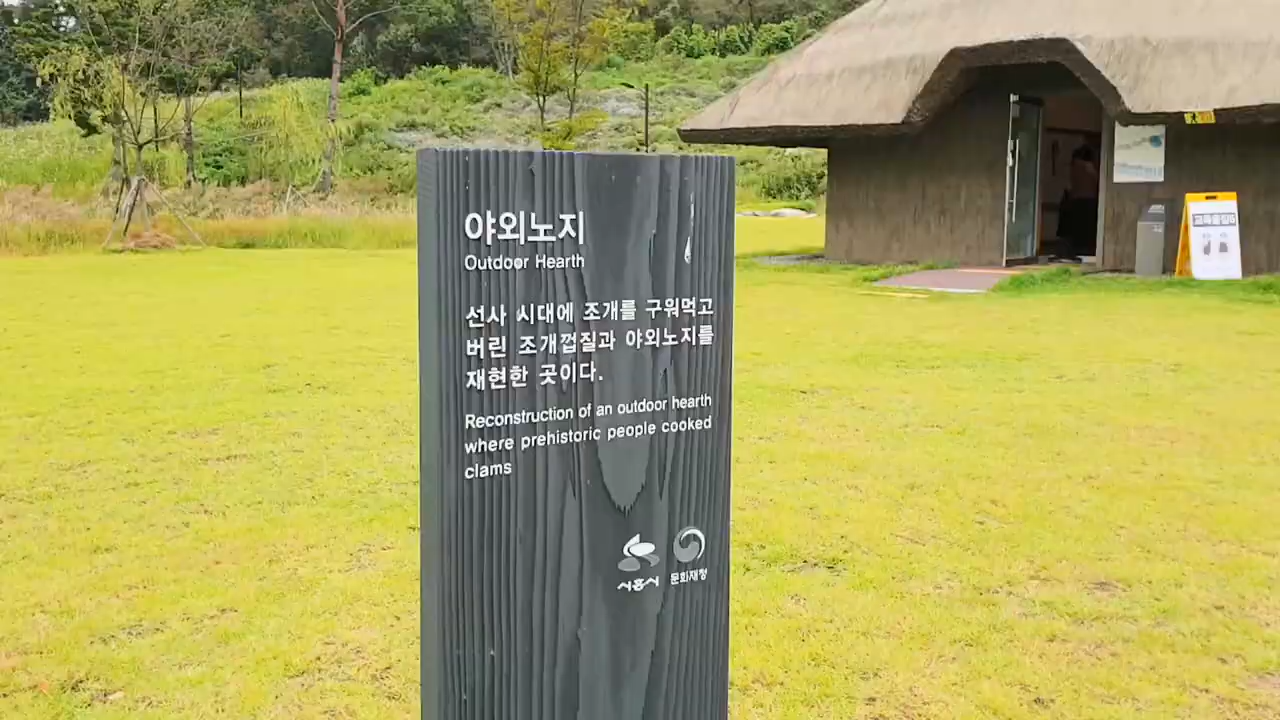 야외노지
Outdoor Hearth
선사 시대에 조개를 구워먹고
버린 조개껍질과 야외노지를
재현한 곳이다.
Reconstruction of an outdoor hearth
where prehistoric people cooked
clams
시흥시 문화재청